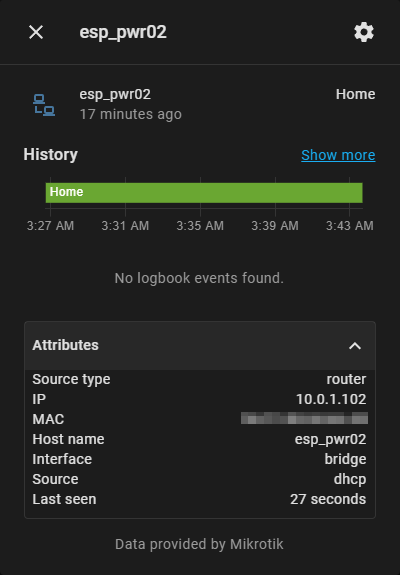 esp_pwr02
esp_pwr02 Home
17 minutes ago
History Show more
Home
3:27 AM 3:31 AM 3:35 AM 3:39 AM 3:43 AM
No logbook events found.
Attributes
Source type router
IP 10.0.1.102
MAC
Host name esp_pwr02
Interface bridge
Source dhcp
Last seen 27 seconds
Data provided by Mikrotik